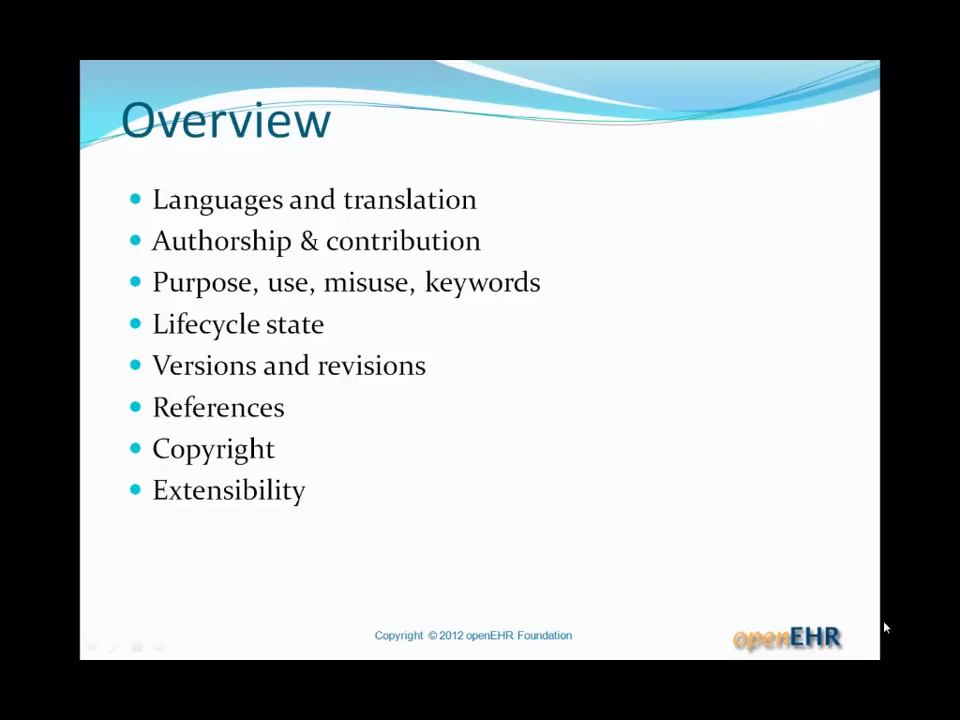 Overview
Languages and translation
Authorship & contribution
Purpose, use, misuse, keywords
Lifecycle state
Versions and revisions
References
Copyright
Extensibility
Copyright © 2012 openEHR Foundation
openEHR